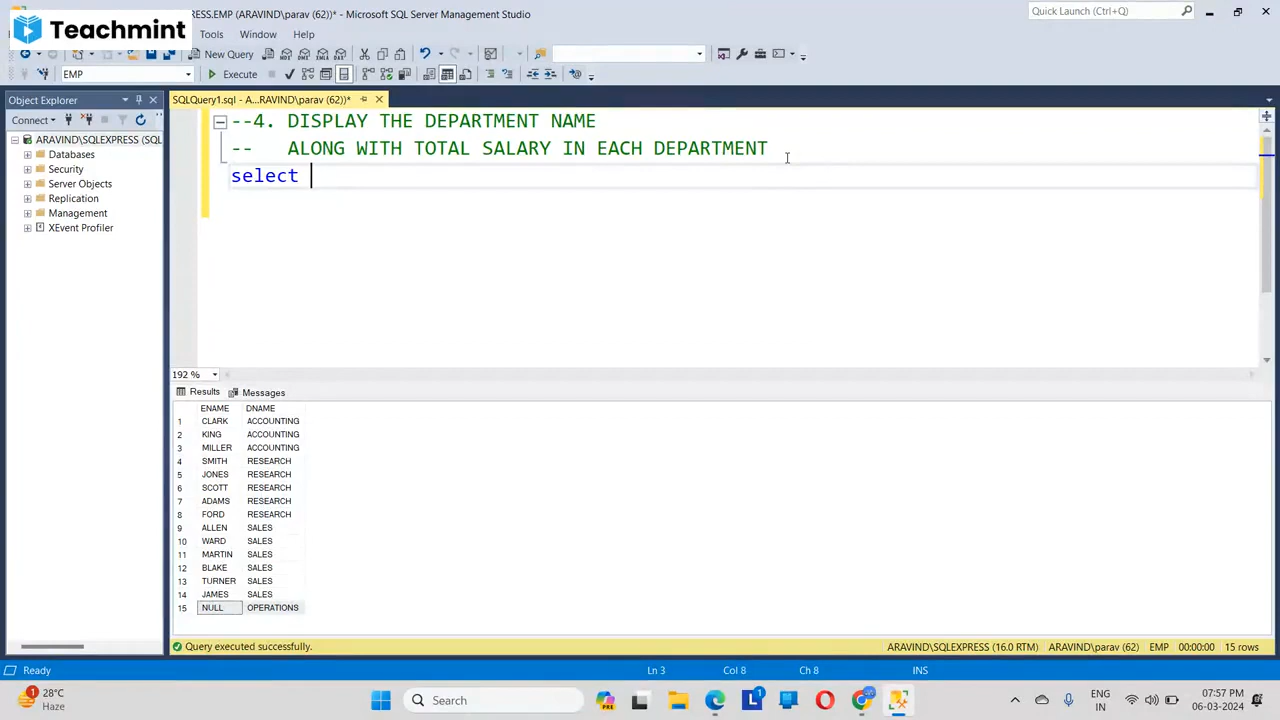 RESS.EMP (ARAVIND\parav (62))* - Microsoft SQL Server Management Studio
Quick Launch (Ctrl+Q)
Teachmint
Tools Window Help
New Query
EMP
Execute
Object Explorer
SQLQuery1.sql - A...RAVIND\parav (62))*
Connect
ARAVIND\SQLEXPRESS (SQL
Databases
Security
Server Objects
Replication
Management
XEvent Profiler
--4. DISPLAY THE DEPARTMENT NAME
-- ALONG WITH TOTAL SALARY IN EACH DEPARTMENT
select
192 %
Results Messages
ENAME DNAME
1 CLARK ACCOUNTING
2 KING ACCOUNTING
3 MILLER ACCOUNTING
4 SMITH RESEARCH
5 JONES RESEARCH
6 SCOTT RESEARCH
7 ADAMS RESEARCH
8 FORD RESEARCH
9 ALLEN SALES
10 WARD SALES
11 MARTIN SALES
12 BLAKE SALES
13 TURNER SALES
14 JAMES SALES
15 NULL OPERATIONS
Query executed successfully.
ARAVIND\SQLEXPRESS (16.0 RTM) ARAVIND\parav (62) EMP 00:00:00 15 rows
Ready
Ln 3 Col 8 Ch 8 INS
1
28°C
Haze
Search
ENG
IN
07:57 PM
06-03-2024